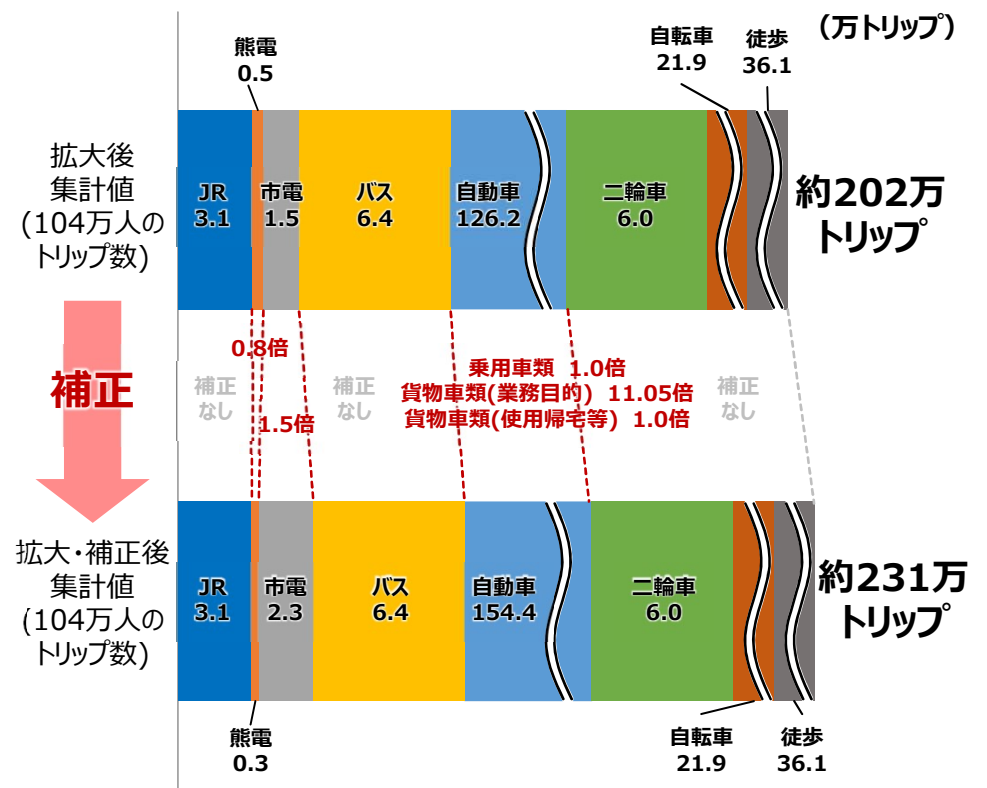 (万トリップ)
熊電
0.5
自転車
21.9
徒歩
36.1
拡大後
集計値
(104万人の
トリップ数)
JR
3.1
市電
1.5
バス
6.4
自動車
126.2
二輪車
6.0
約202万
トリップ
補正
補正
なし
0.8倍
1.5倍
補正
なし
乗用車類 1.0倍
貨物車類(業務目的) 11.05倍
貨物車類(使用帰宅等) 1.0倍
補正
なし
拡大・補正後
集計値
(104万人の
トリップ数)
JR
3.1
市電
2.3
バス
6.4
自動車
154.4
二輪車
6.0
約231万
トリップ
熊電
0.3
自転車
21.9
徒歩
36.1